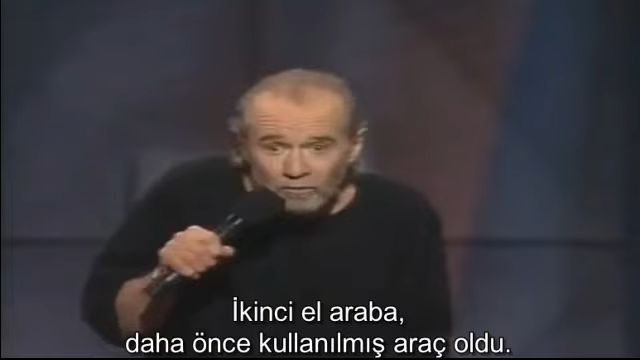 İkinci el araba,
daha önce kullanılmış araç oldu.